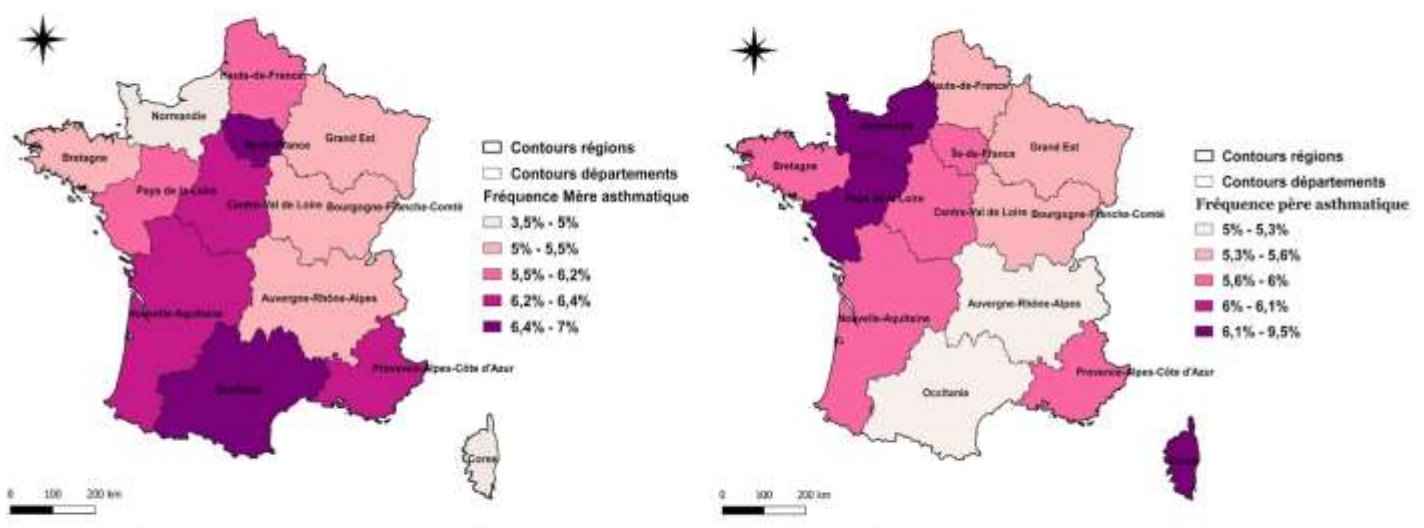 Hauts-de-France
Normandie
Île-de-France
Grand Est
Bretagne
Pays de la Loire
Centre-Val de Loire
Bourgogne-Franche-Comté
Auvergne-Rhône-Alpes
Nouvelle-Aquitaine
Provence-Alpes-Côte d'Azur
Occitanie
Corse
Contours régions
Contours départements
Fréquence Mère asthmatique
3,5% - 5%
5% - 5,5%
5,5% - 6,2%
6,2% - 6,4%
6,4% - 7%
0 100 200 km
Hauts-de-France
Normandie
Île-de-France
Grand Est
Bretagne
Pays de la Loire
Centre-Val de Loire
Bourgogne-Franche-Comté
Auvergne-Rhône-Alpes
Nouvelle-Aquitaine
Provence-Alpes-Côte d'Azur
Occitanie
Contours régions
Contours départements
Fréquence père asthmatique
5% - 5,3%
5,3% - 5,6%
5,6% - 6%
6% - 6,1%
6,1% - 9,5%
0 100 200 km